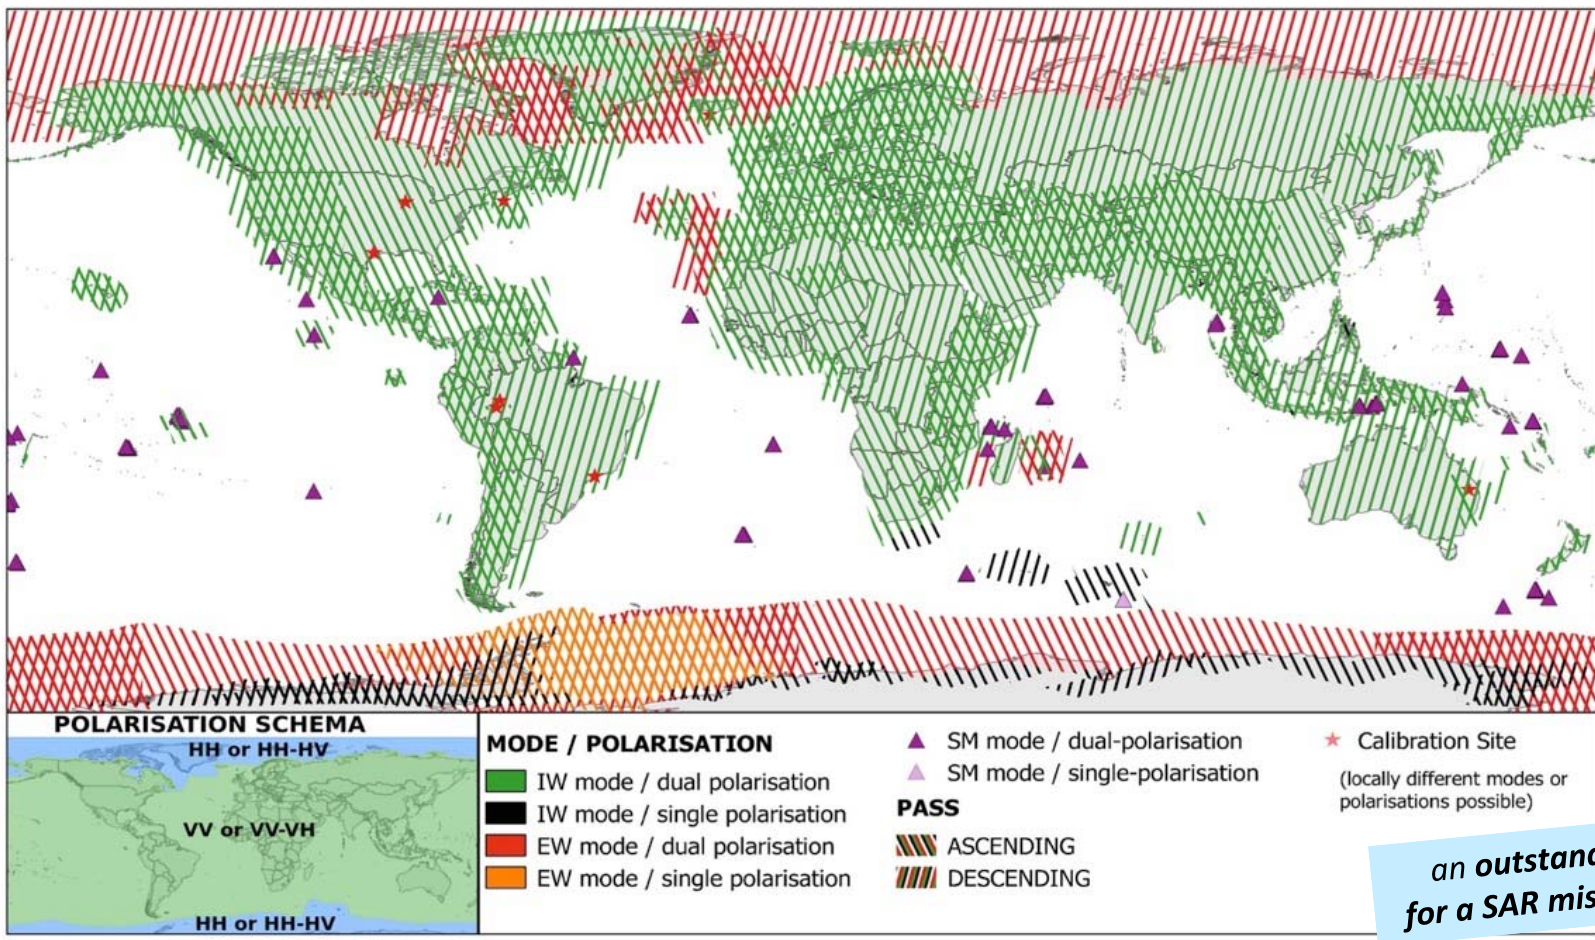 POLARISATION SCHEMA
HH or HH-HV
VV or VV-VH
HH or HH-HV
MODE / POLARISATION
IW mode / dual polarisation
IW mode / single polarisation
EW mode / dual polarisation
EW mode / single polarisation
SM mode / dual-polarisation
SM mode / single-polarisation
PASS
ASCENDING
DESCENDING
Calibration Site
(locally different modes or
polarisations possible)
an outstand
for a SAR mis